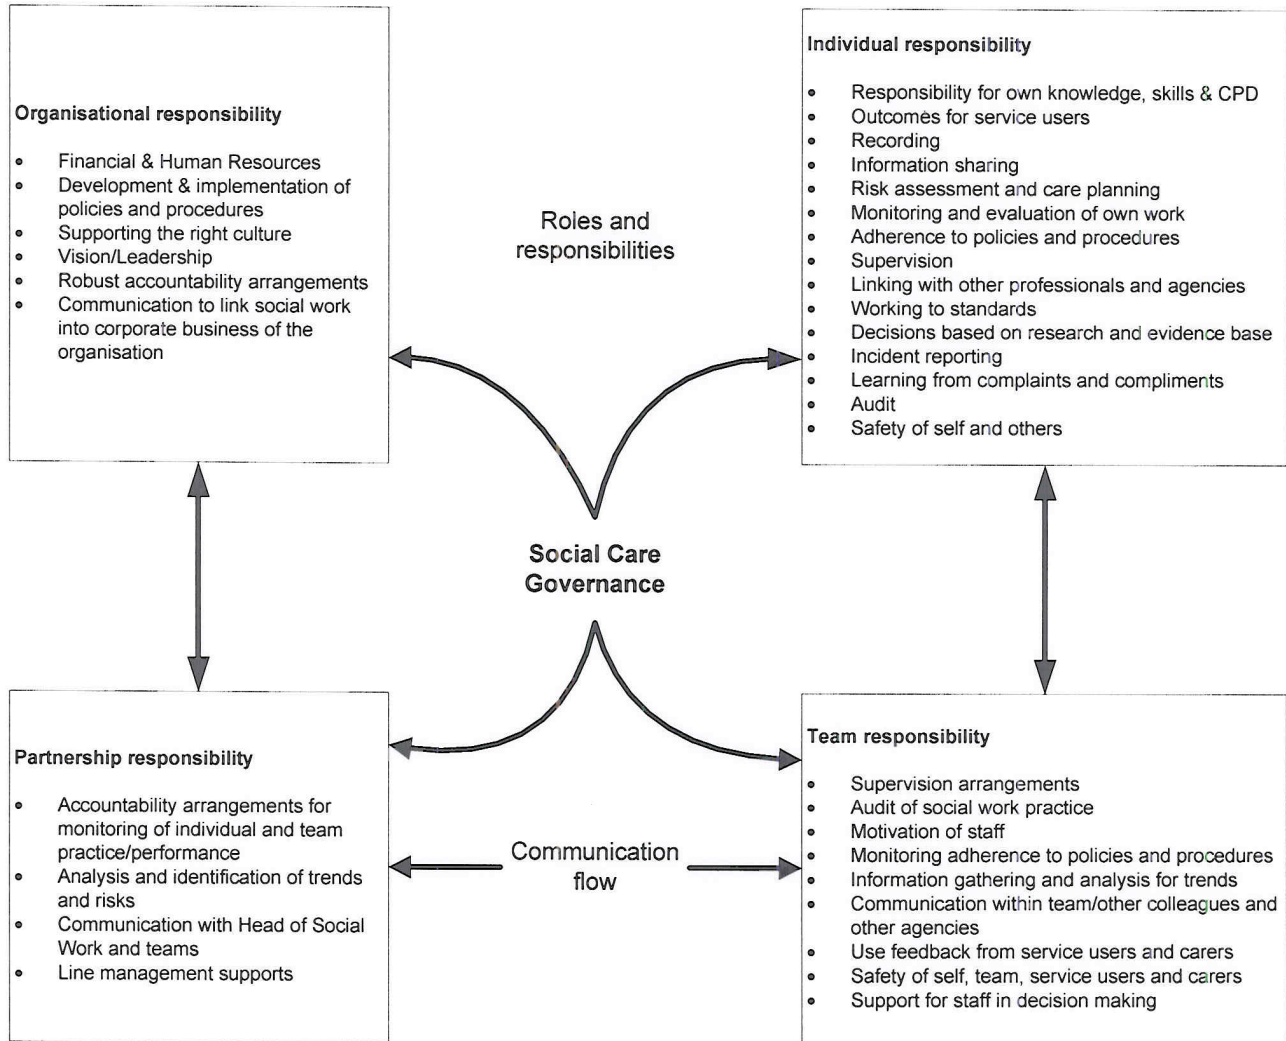 Organisational responsibility
• Financial & Human Resources
• Development & implementation of
policies and procedures
• Supporting the right culture
• Vision/Leadership
• Robust accountability arrangements
• Communication to link social work
into corporate business of the
organisation
Roles and
responsibilities
Individual responsibility
• Responsibility for own knowledge, skills & CPD
• Outcomes for service users
• Recording
• Information sharing
• Risk assessment and care planning
• Monitoring and evaluation of own work
• Adherence to policies and procedures
• Supervision
• Linking with other professionals and agencies
• Working to standards
• Decisions based on research and evidence base
• Incident reporting
• Learning from complaints and compliments
• Audit
• Safety of self and others
Social Care
Governance
Partnership responsibility
• Accountability arrangements for
monitoring of individual and team
practice/performance
• Analysis and identification of trends
and risks
• Communication with Head of Social
Work and teams
• Line management supports
Communication
flow
Team responsibility
• Supervision arrangements
• Audit of social work practice
• Motivation of staff
• Monitoring adherence to policies and procedures
• Information gathering and analysis for trends
• Communication within team/other colleagues and
other agencies
• Use feedback from service users and carers
• Safety of self, team, service users and carers
• Support for staff in decision making